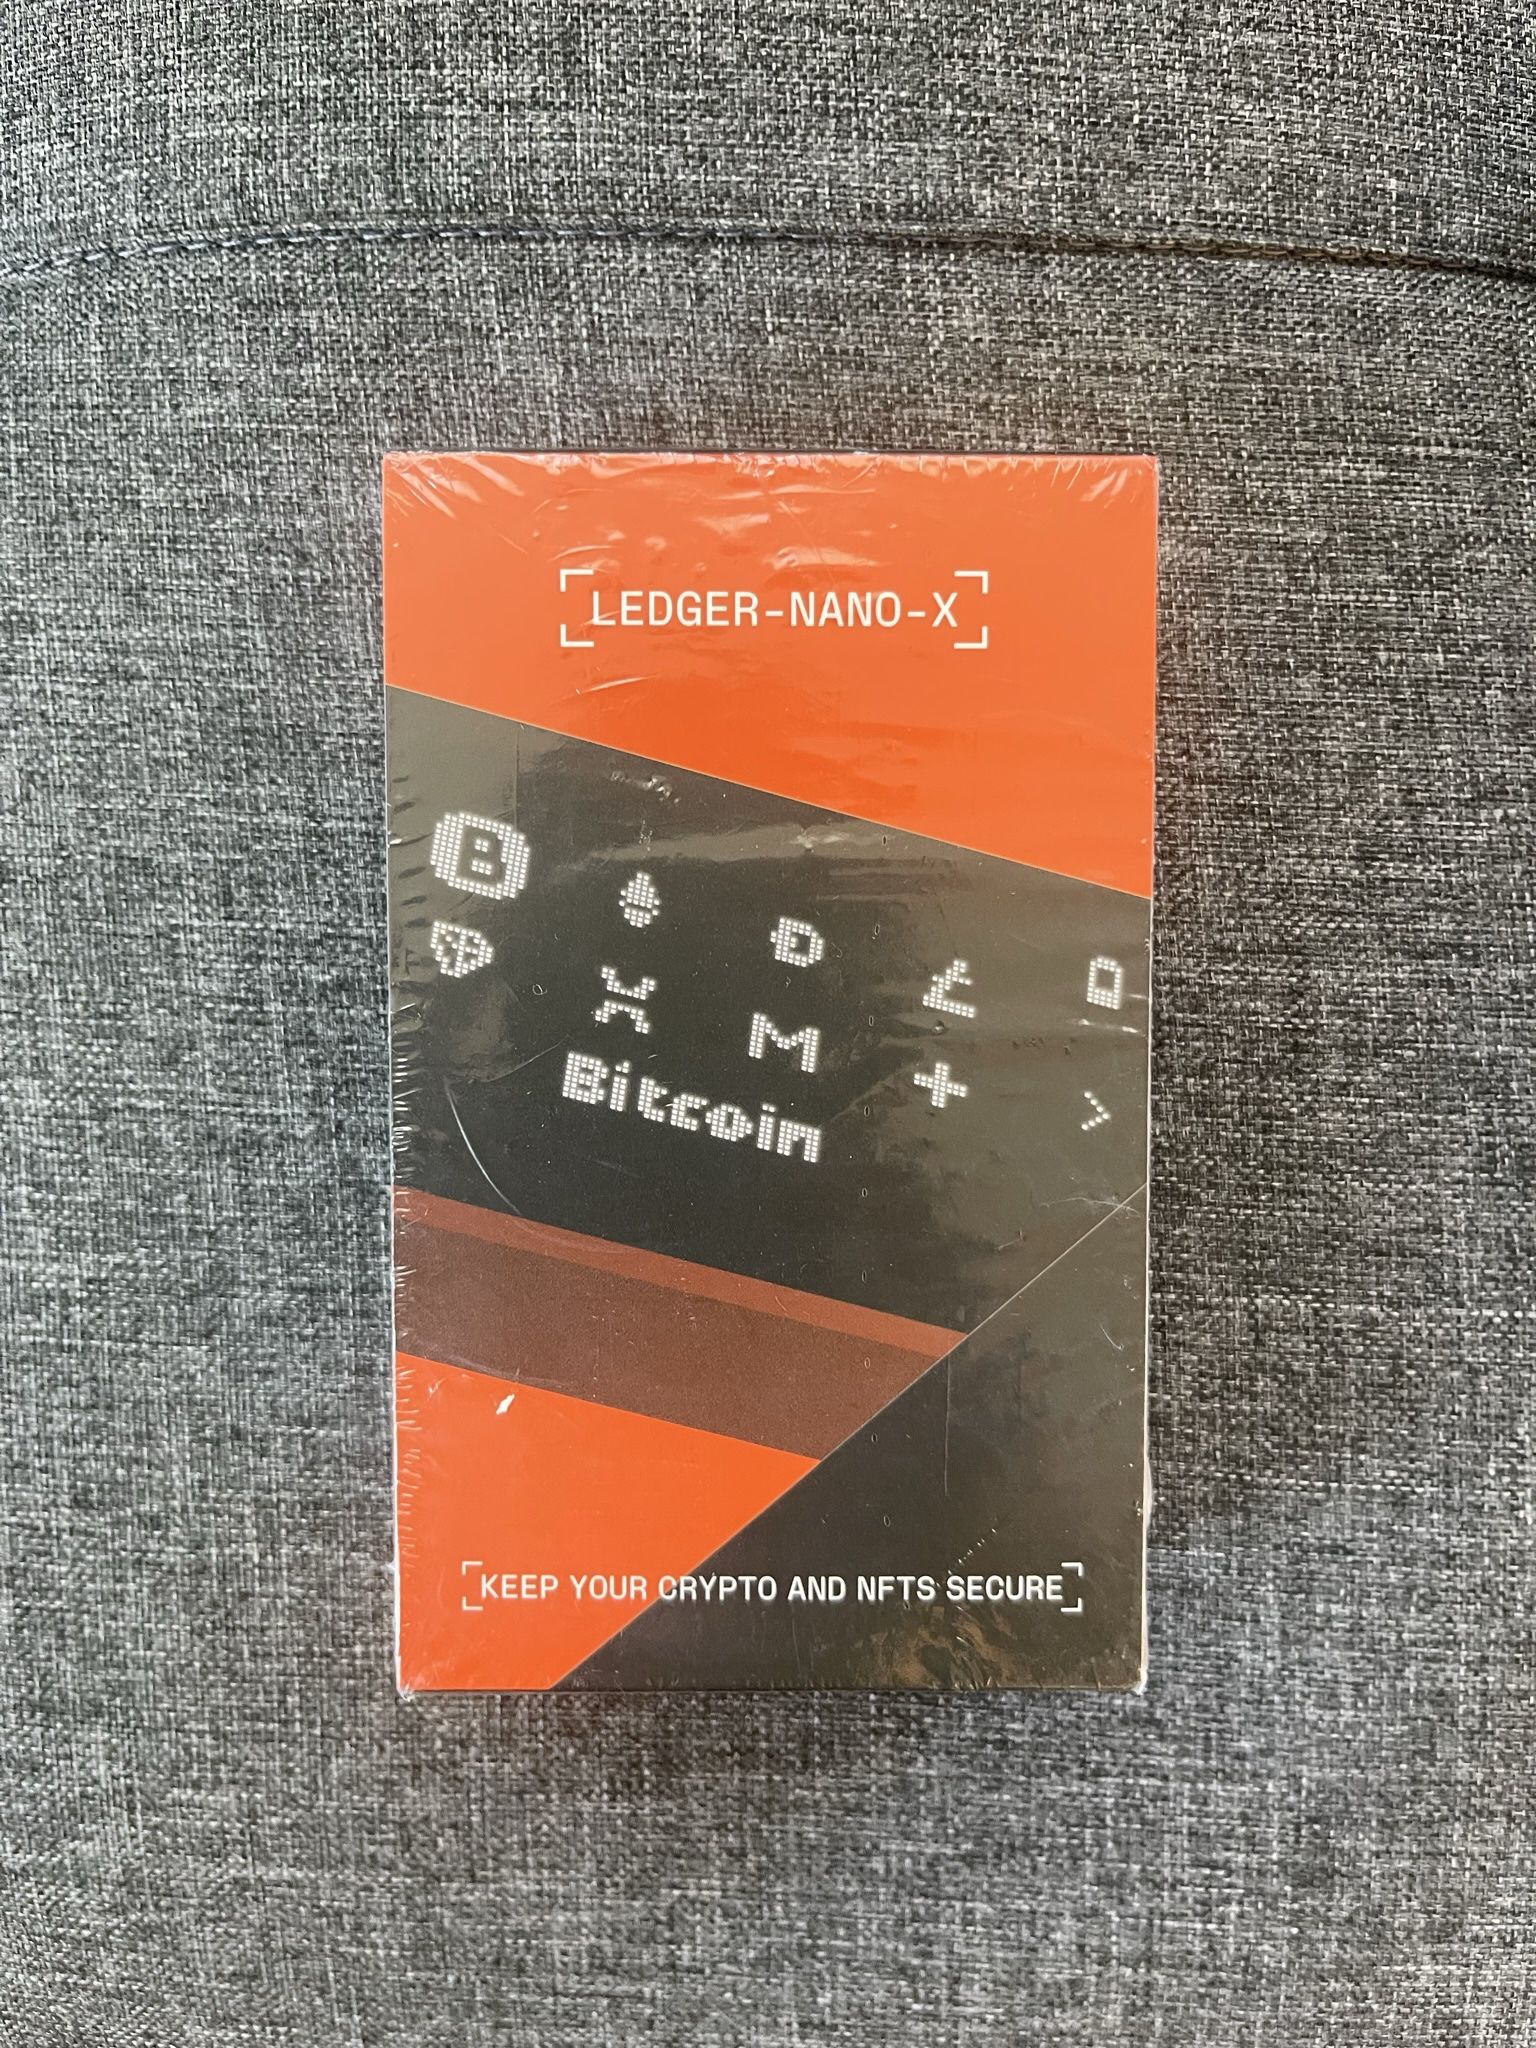 LEDGER-NANO-X
B
Ð Ł
X M + >
Bitcoin
KEEP YOUR CRYPTO AND NFTS SECURE